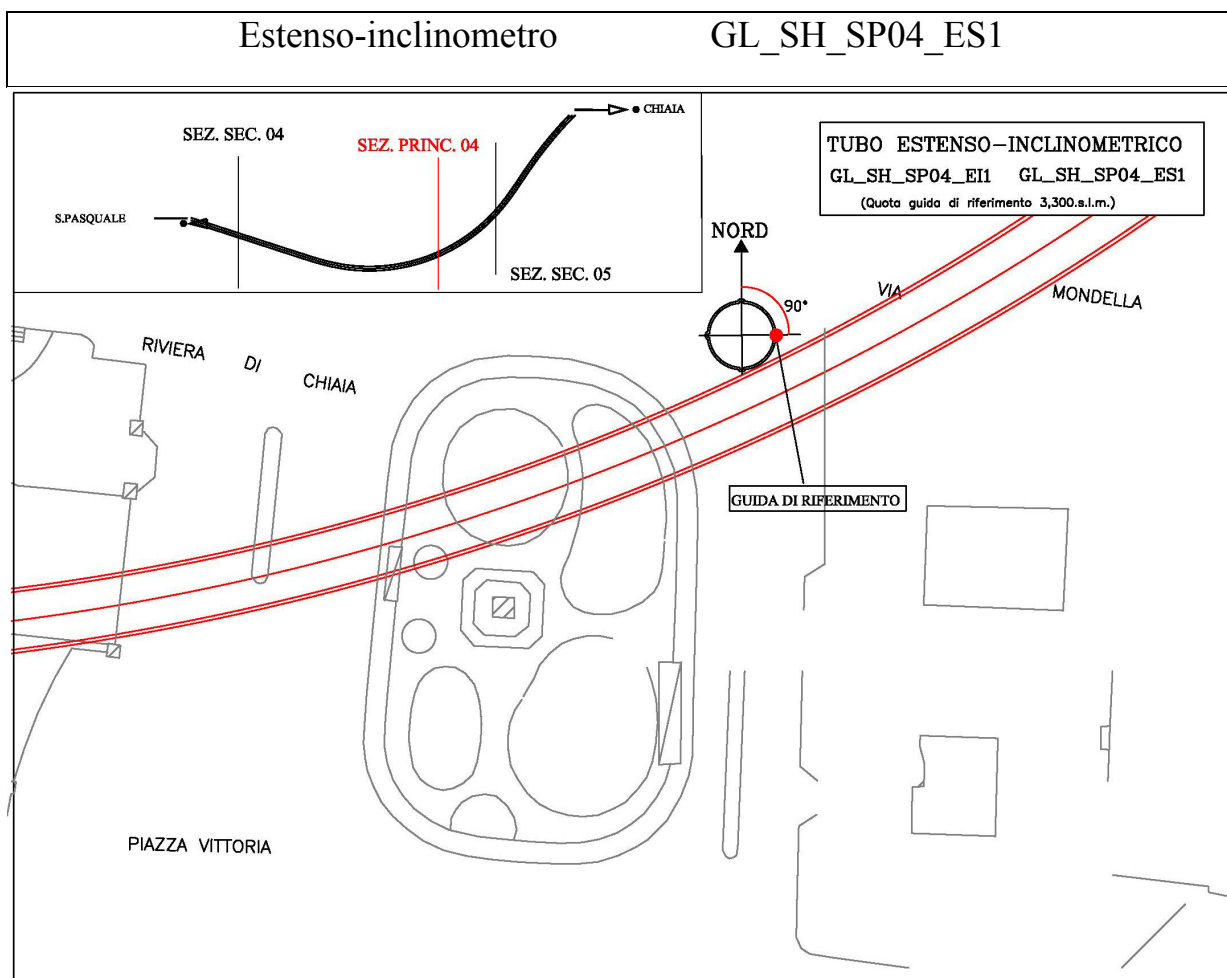 Estenso-inclinometro GL_SH_SP04_ES1
SEZ. SEC. 04
SEZ. PRINC. 04
CHIAIA
S.PASQUALE
SEZ. SEC. 05
TUBO ESTENSO-INCLINOMETRICO
GL_SH_SP04_EI1 GL_SH_SP04_ES1
(Quota guida di riferimento 3,300.s.l.m.)
NORD
90°
VIA MONDELLA
RIVIERA DI CHIAIA
GUIDA DI RIFERIMENTO
PIAZZA VITTORIA